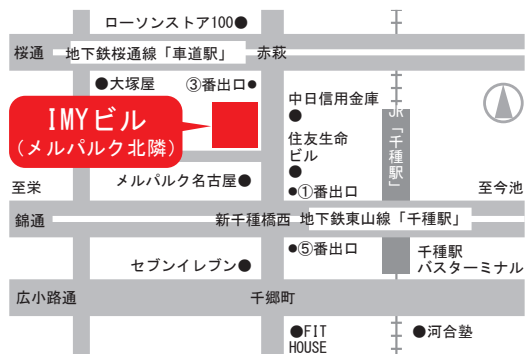 ローソンストア100●
桜通
地下鉄桜通線「車道駅」
赤萩
●大塚屋
③番出口●
IMYビル
(メルパルク北隣)
中日信用金庫
●
住友生命
ビル
●
JR「千種駅」
メルパルク名古屋●
●①番出口
至栄
至今池
錦通
新千種橋西
地下鉄東山線「千種駅」
●⑤番出口
セブンイレブン●
千種駅
バスターミナル
広小路通
千郷町
●FIT
HOUSE
●河合塾